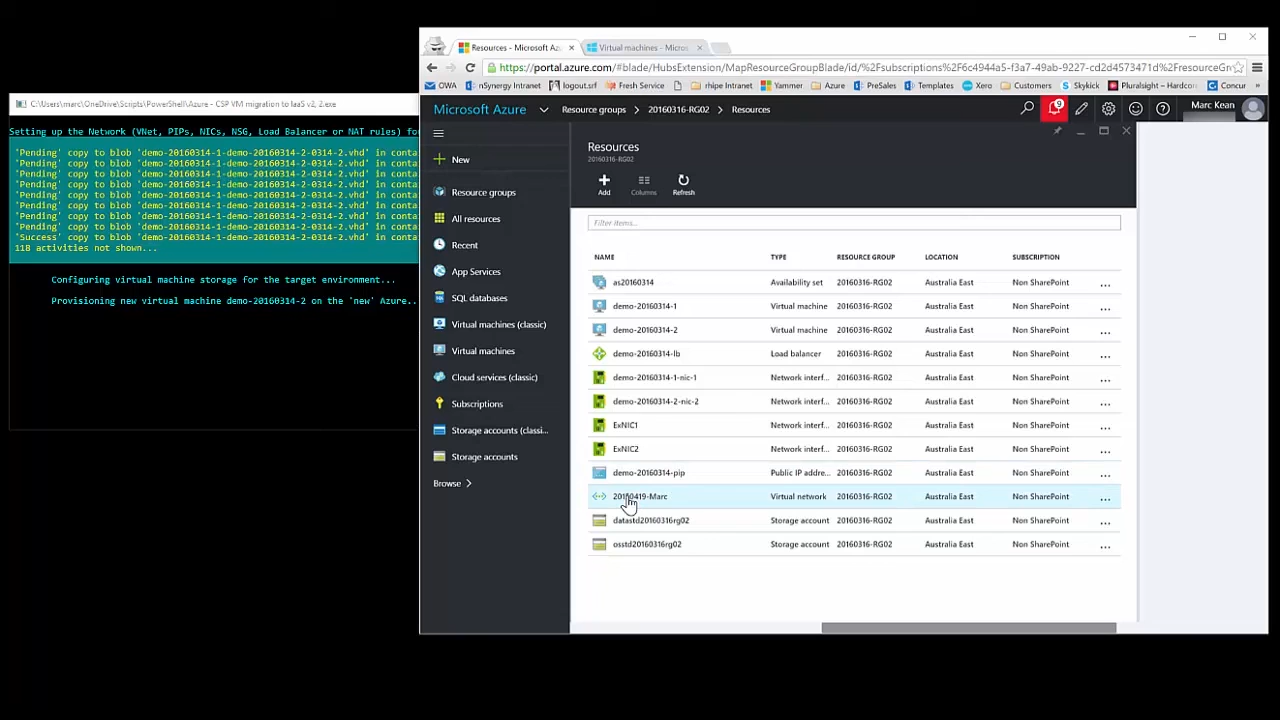 C:\Users\marc\OneDrive\Scripts\PowerShell\Azure - CSP VM migration to IaaS v2, 2.exe
Setting up the Network (VNet, PIPs, NICs, NSG, Load Balancer or NAT rules) fo
'Pending' copy to blob 'demo-20160314-1-demo-20160314-2-0314-2.vhd' in conta
'Pending' copy to blob 'demo-20160314-1-demo-20160314-2-0314-2.vhd' in conta
'Pending' copy to blob 'demo-20160314-1-demo-20160314-2-0314-2.vhd' in conta
'Pending' copy to blob 'demo-20160314-1-demo-20160314-2-0314-2.vhd' in conta
'Pending' copy to blob 'demo-20160314-1-demo-20160314-2-0314-2.vhd' in conta
'Pending' copy to blob 'demo-20160314-1-demo-20160314-2-0314-2.vhd' in conta
'Pending' copy to blob 'demo-20160314-1-demo-20160314-2-0314-2.vhd' in conta
'Pending' copy to blob 'demo-20160314-1-demo-20160314-2-0314-2.vhd' in conta
'Success' copy to blob 'demo-20160314-1-demo-20160314-2-0314-2.vhd' in conta
118 activities not shown...
Configuring virtual machine storage for the target environment...
Provisioning new virtual machine demo-20160314-2 on the 'new' Azure..
Resources - Microsoft Az. Virtual machines - Micros
https://portal.azure.com/#blade/HubsExtension/MapResourceGroupBlade/id/%2Fsubscriptions%2F6c4944a5-f3a7-49ab-9227-cd2d4573471d%2FresourceGr
OWA nSynergy Intranet logout.srf Fresh Service rhipe Intranet Yammer Azure PreSales Templates Xero Customers Skykick Pluralsight – Hardcor Concur »
Microsoft Azure Resource groups > 20160316-RG02 > Resources 9 Marc Kean
New
Resource groups
All resources
Recent
App Services
SQL databases
Virtual machines (classic)
Virtual machines
Cloud services (classic)
Subscriptions
Storage accounts (classi...
Storage accounts
Browse >
Resources
20160316-RG02
Add Columns Refresh
Filter items...
NAME TYPE RESOURCE GROUP LOCATION SUBSCRIPTION
as20160314 Availability set 20160316-RG02 Australia East Non SharePoint ...
demo-20160314-1 Virtual machine 20160316-RG02 Australia East Non SharePoint ...
demo-20160314-2 Virtual machine 20160316-RG02 Australia East Non SharePoint ...
demo-20160314-lb Load balancer 20160316-RG02 Australia East Non SharePoint ...
demo-20160314-1-nic-1 Network interf... 20160316-RG02 Australia East Non SharePoint ...
demo-20160314-2-nic-2 Network interf... 20160316-RG02 Australia East Non SharePoint ...
ExNIC1 Network interf... 20160316-RG02 Australia East Non SharePoint ...
ExNIC2 Network interf... 20160316-RG02 Australia East Non SharePoint ...
demo-20160314-pip Public IP addre... 20160316-RG02 Australia East Non SharePoint ...
20160419-Marc Virtual network 20160316-RG02 Australia East Non SharePoint ...
datastd20160316rg02 Storage account 20160316-RG02 Australia East Non SharePoint ...
osstd20160316rg02 Storage account 20160316-RG02 Australia East Non SharePoint ...